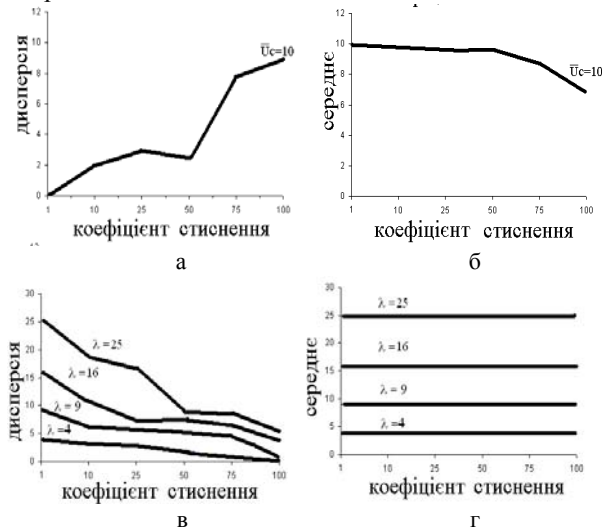 12
10
8
6
4
2
0
дисперсія
U̅c=10
1 10 25 50 75 100
коефіцієнт стиснення
а
12
10
8
6
4
2
0
середнє
U̅c=10
1 10 25 50 75 100
коефіцієнт стиснення
б
30
25
20
15
10
5
0
дисперсія
λ =25
λ =16
λ = 9
λ =4
1 10 25 50 75 100
коефіцієнт стиснення
в
30
25
20
15
10
5
0
середнє
λ = 25
λ = 16
λ = 9
λ = 4
1 10 25 50 75 100
коефіцієнт стиснення
г